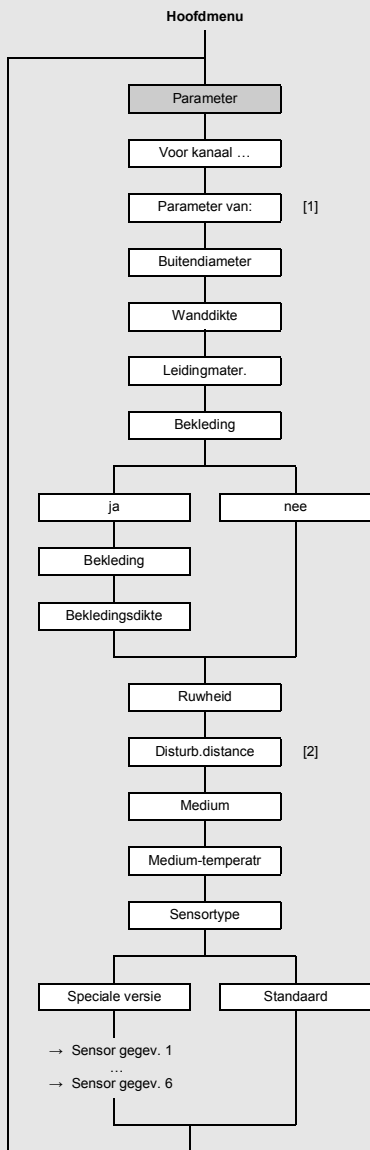 Hoofdmenu
Parameter
Voor kanaal …
Parameter van: [1]
Buitendiameter
Wanddikte
Leidingmater.
Bekleding
ja nee
Bekleding
Bekledingsdikte
Ruwheid
Disturb.distance [2]
Medium
Medium-temperatr
Sensortype
Speciale versie Standaard
→ Sensor gegev. 1
…
→ Sensor gegev. 6